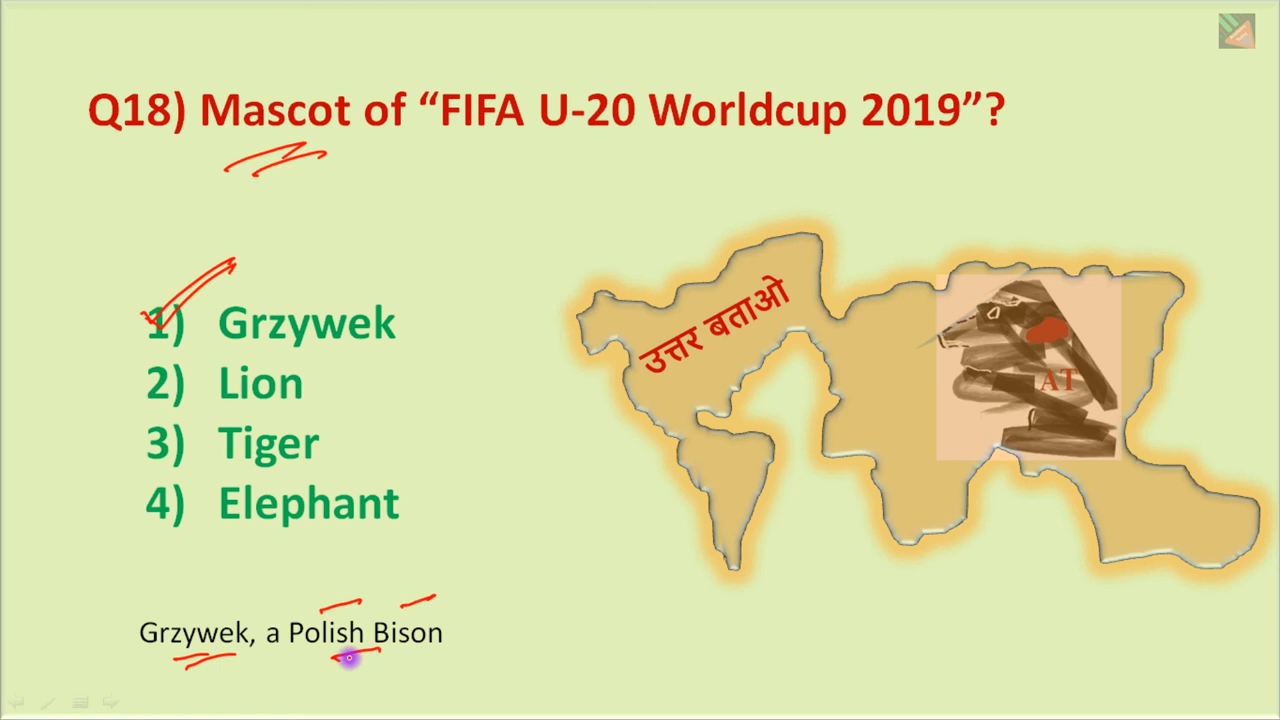 Q18) Mascot of “FIFA U-20 Worldcup 2019”?
उत्तर बताओ
1) Grzywek
2) Lion
3) Tiger
4) Elephant
AT
Grzywek, a Polish Bison